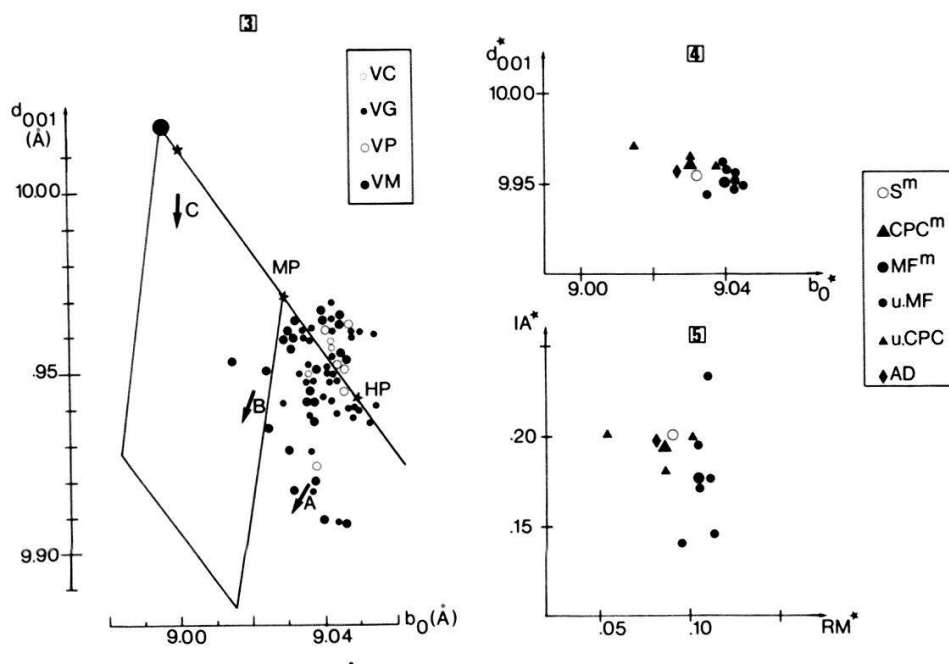 3
VC
VG
VP
VM
d001
(Å)
10.00
.95
9.90
C
MP
B
HP
A
9.00
9.04
b0(Å)
4
d*001
10.00
9.95
9.00
9.04
b0*
Sm
CPCm
MFm
u.MF
u.CPC
AD
5
IA*
.20
.15
.05
.10
RM*